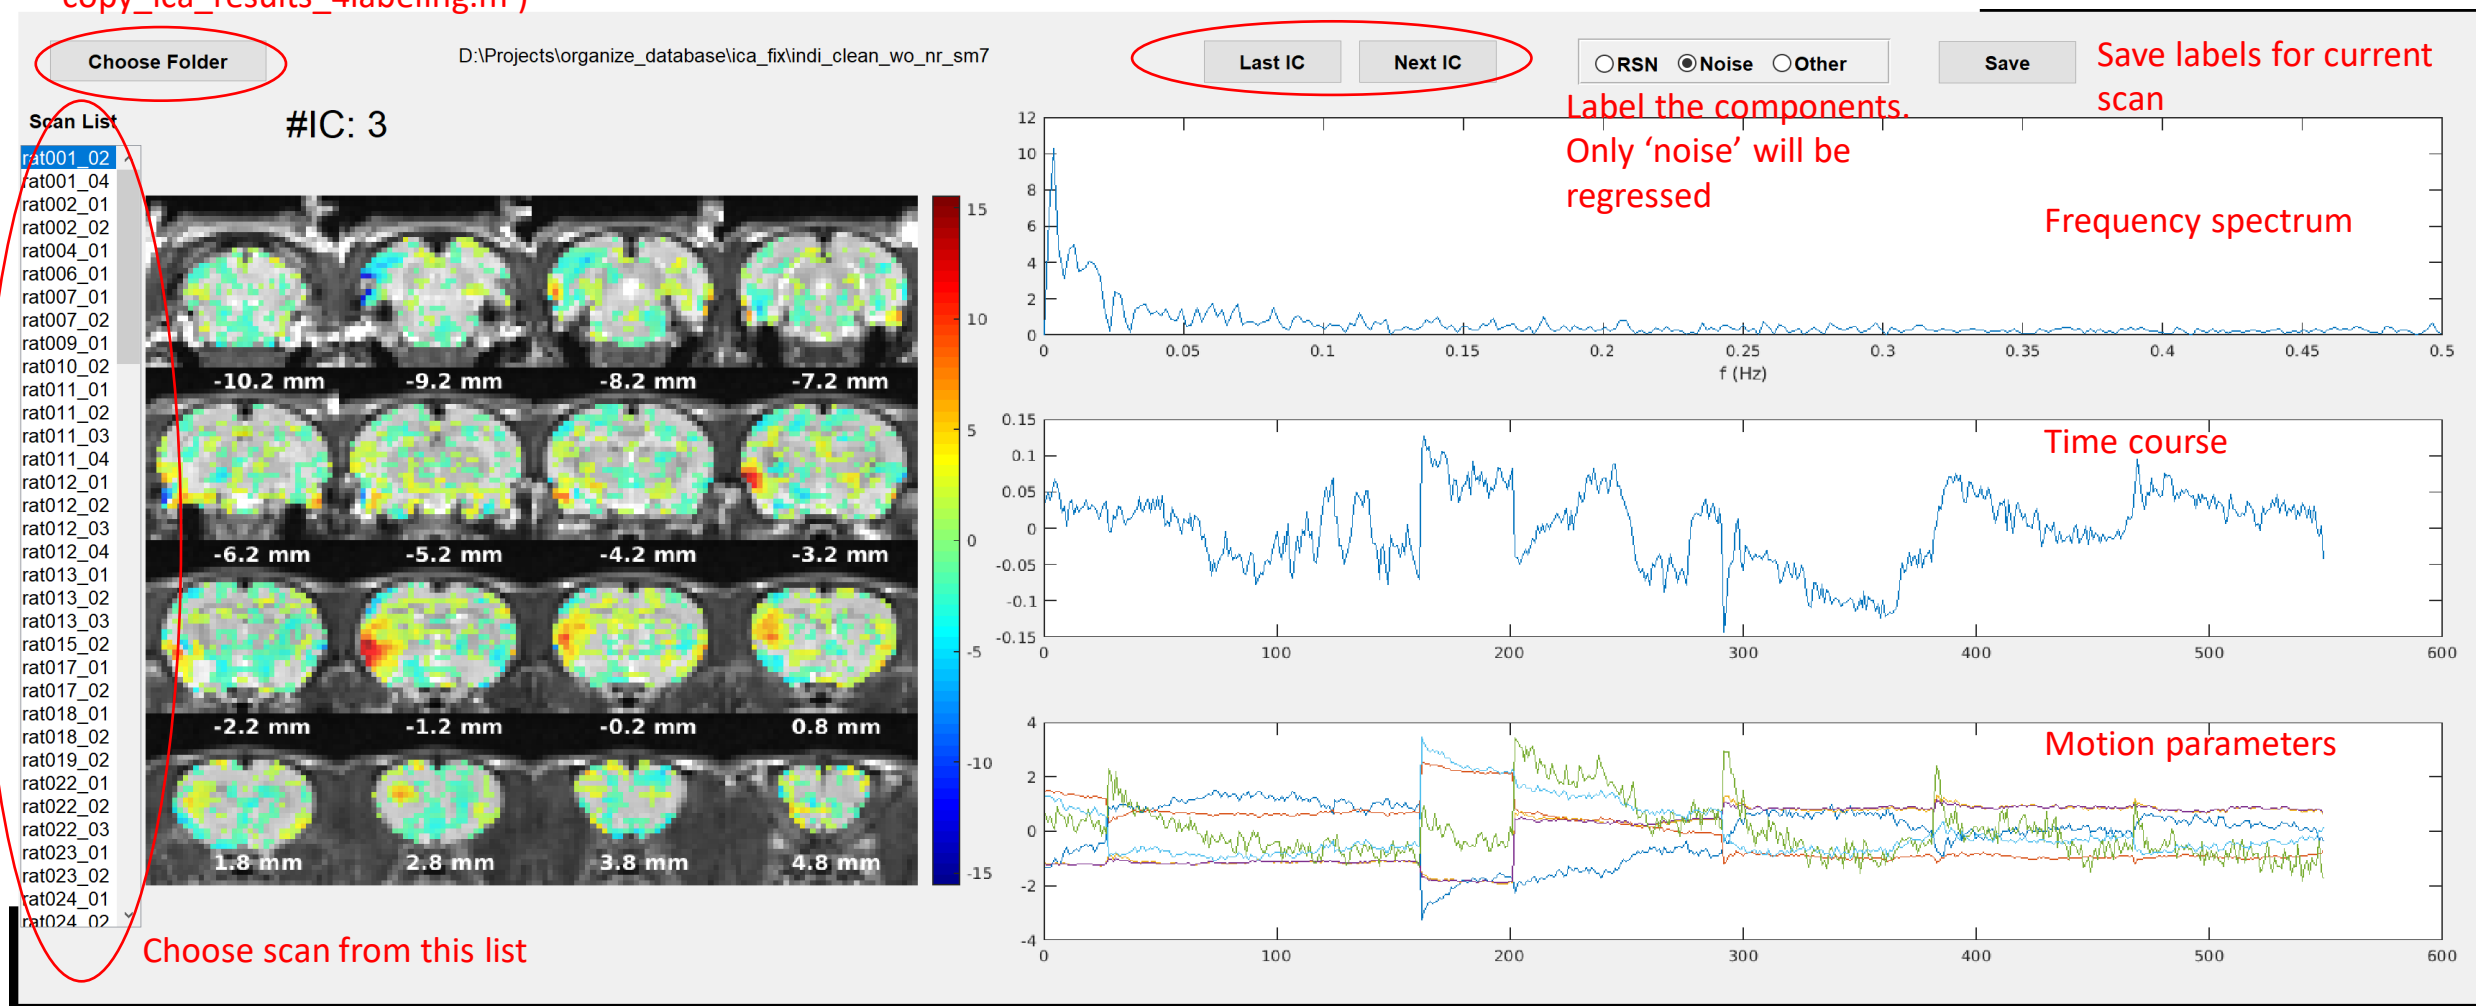 copy_ica_results_4labeling.m )
Choose Folder
D:\Projects\organize_database\ica_fix\indi_clean_wo_nr_sm7
Last IC
Next IC
RSN Noise Other
Save
Save labels for current
scan
Label the components.
Only ‘noise’ will be
regressed
Scan List
#IC: 3
rat001_02
rat001_04
rat002_01
rat002_02
rat004_01
rat006_01
rat007_01
rat007_02
rat009_01
rat010_02
rat011_01
rat011_02
rat011_03
rat011_04
rat012_01
rat012_02
rat012_03
rat012_04
rat013_01
rat013_02
rat013_03
rat015_02
rat017_01
rat017_02
rat018_01
rat018_02
rat019_02
rat022_01
rat022_02
rat022_03
rat023_01
rat023_02
rat024_01
rat024_02
Choose scan from this list
-10.2 mm -9.2 mm -8.2 mm -7.2 mm
-6.2 mm -5.2 mm -4.2 mm -3.2 mm
-2.2 mm -1.2 mm -0.2 mm 0.8 mm
1.8 mm 2.8 mm 3.8 mm 4.8 mm
15
10
5
0
-5
-10
-15
Frequency spectrum
12
10
8
6
4
2
0
0 0.05 0.1 0.15 0.2 0.25 0.3 0.35 0.4 0.45 0.5
f (Hz)
Time course
0.15
0.1
0.05
0
-0.05
-0.1
-0.15
0 100 200 300 400 500 600
Motion parameters
4
2
0
-2
-4
0 100 200 300 400 500 600